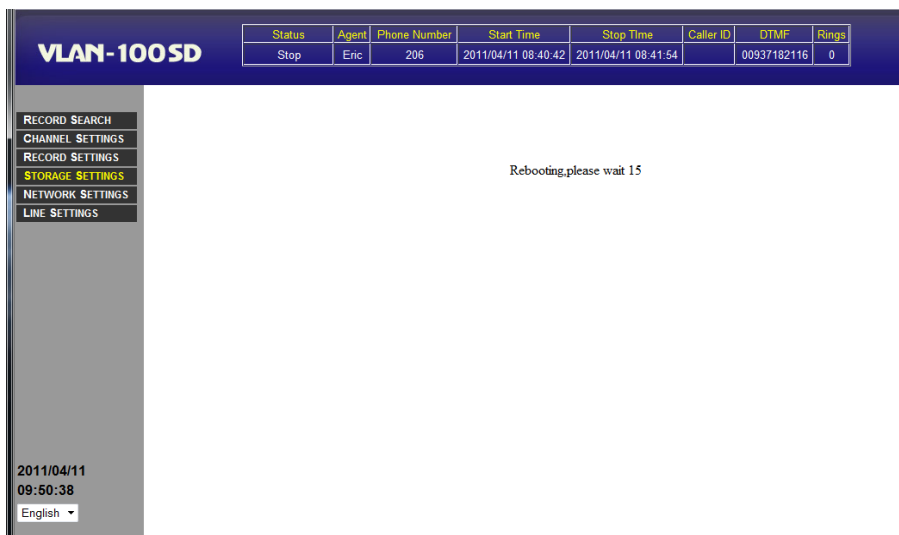 VLAN-100SD
Status Agent Phone Number Start Time Stop TIme Caller ID DTMF Rings
Stop Eric 206 2011/04/11 08:40:42 2011/04/11 08:41:54 00937182116 0
RECORD SEARCH
CHANNEL SETTINGS
RECORD SETTINGS
STORAGE SETTINGS
NETWORK SETTINGS
LINE SETTINGS
Rebooting,please wait 15
2011/04/11
09:50:38
English